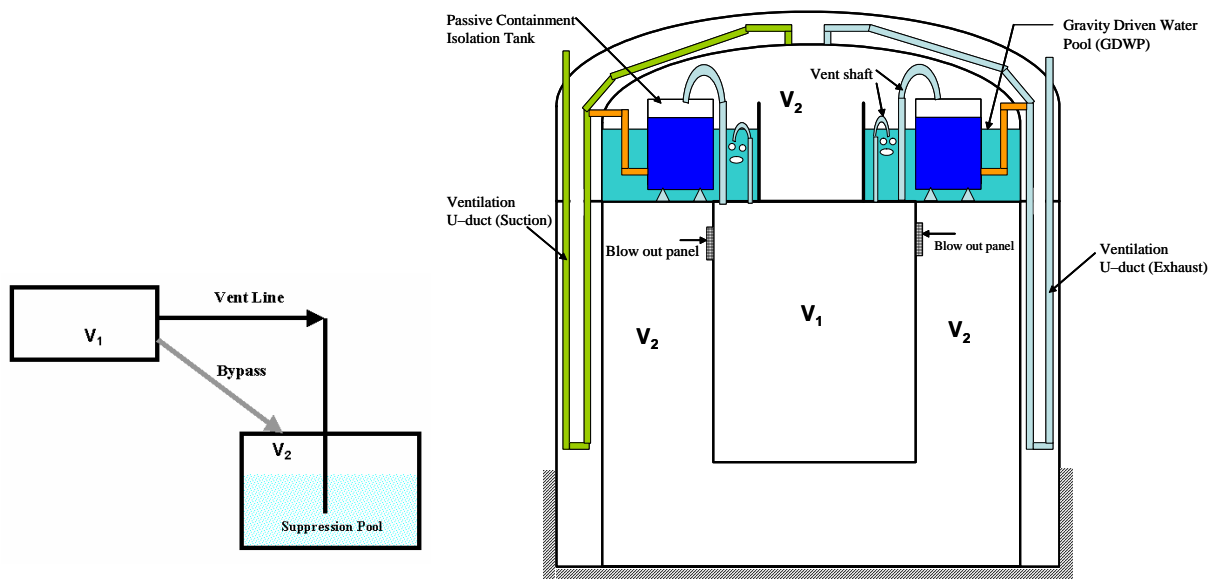 V1
Vent Line
Bypass
V2
Suppression Pool
Passive Containment
Isolation Tank
Gravity Driven Water
Pool (GDWP)
Vent shaft
V2
Ventilation
U–duct (Suction)
Blow out panel
Blow out panel
Ventilation
U–duct (Exhaust)
V1
V2
V2